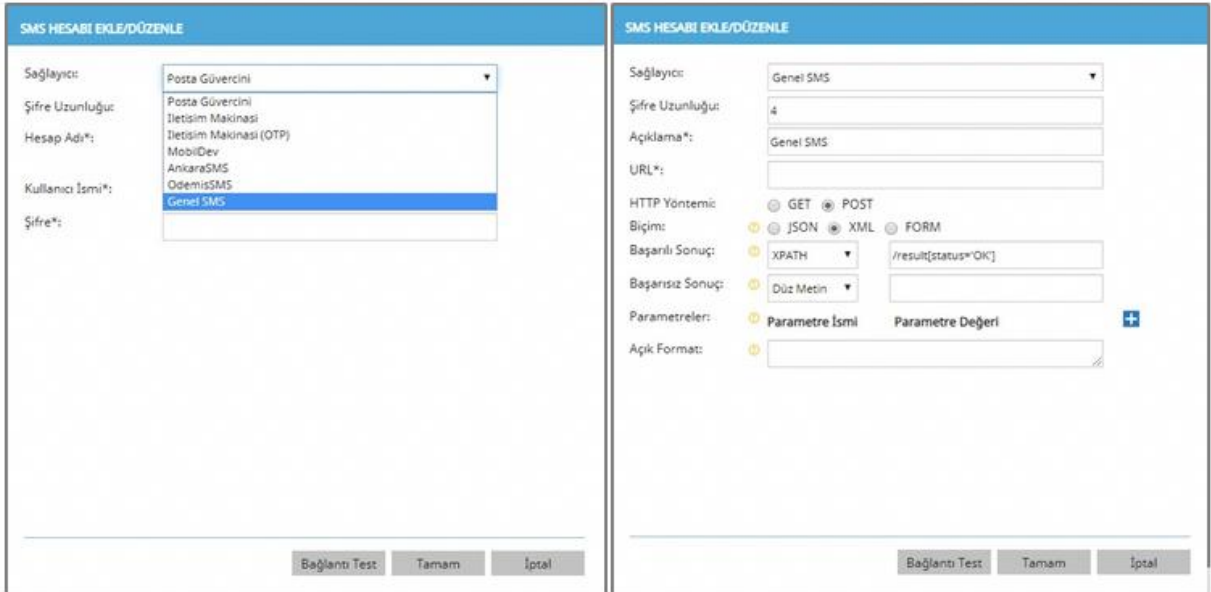 SMS HESABI EKLE/DÜZENLE
Sağlayıcı: Posta Güvercini
Posta Güvercini
Iletisim Makinasi
Iletisim Makinasi (OTP)
MobilDev
AnkaraSMS
OdemisSMS
Genel SMS
Şifre Uzunluğu:
Hesap Adı*:
Kullanıcı İsmi*:
Şifre*:
Bağlantı Test Tamam İptal
SMS HESABI EKLE/DÜZENLE
Sağlayıcı: Genel SMS
Şifre Uzunluğu: 4
Açıklama*: Genel SMS
URL*:
HTTP Yöntemi: GET POST
Biçim: JSON XML FORM
Başarılı Sonuç: XPATH /result[status='OK']
Başarısız Sonuç: Düz Metin
Parametreler: Parametre İsmi Parametre Değeri
Açık Format:
Bağlantı Test Tamam İptal